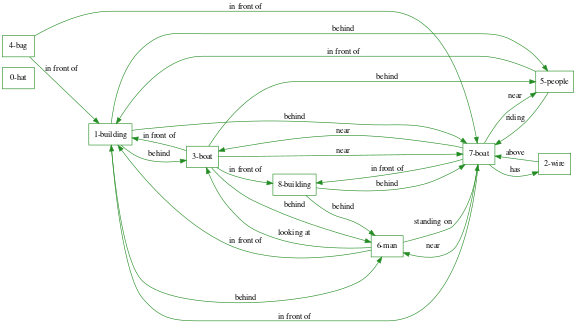 in front of
behind
4-bag
in front of
in front of
0-hat
behind
5-people
near
behind
riding
1-building
in front of
near
behind
3-boat
near
7-boat
above
2-wire
in front of
in front of
has
8-building
behind
behind
behind
standing on
looking at
in front of
6-man
near
behind
in front of